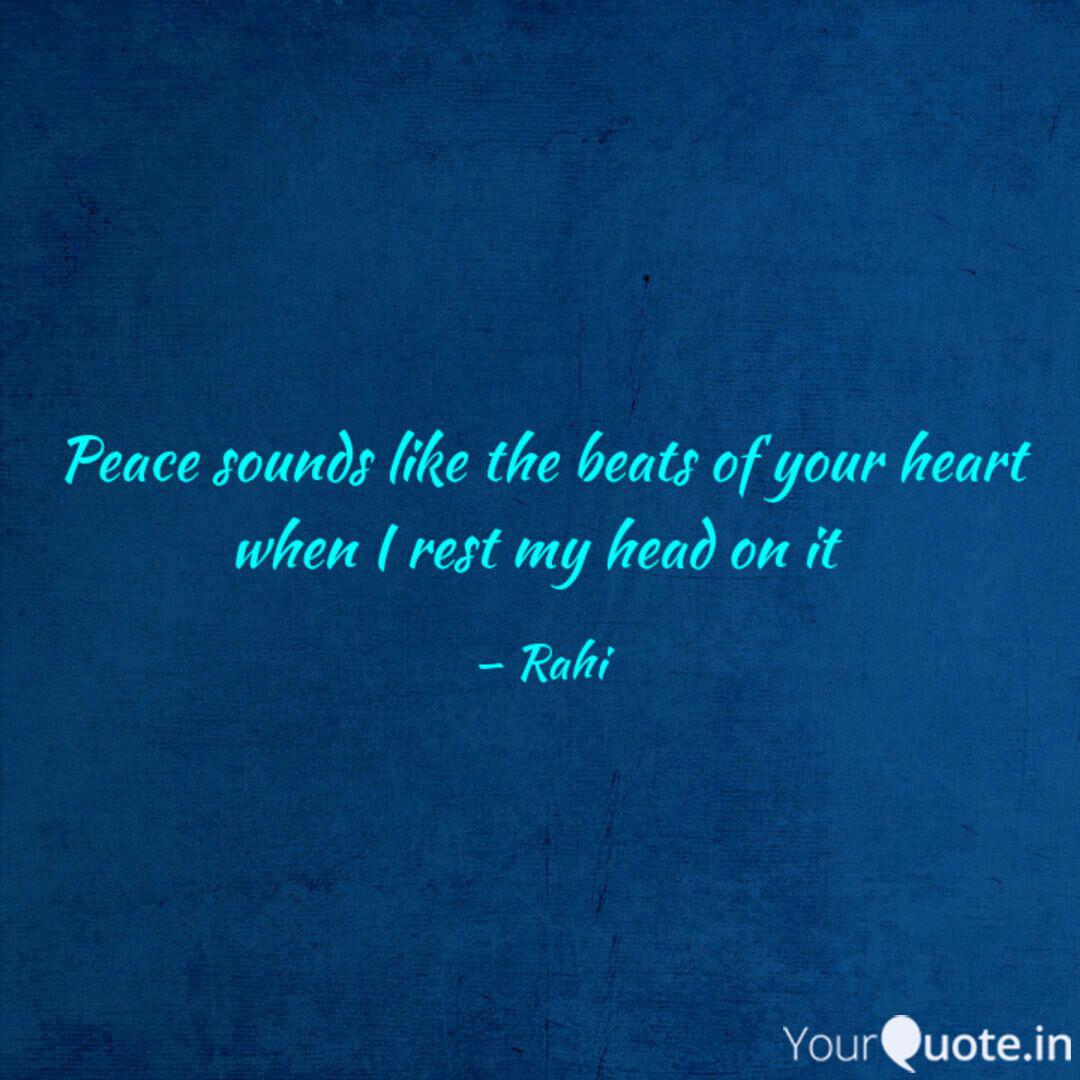 Peace sounds like the beats of your heart
when I rest my head on it
– Rahi
YourQuote.in